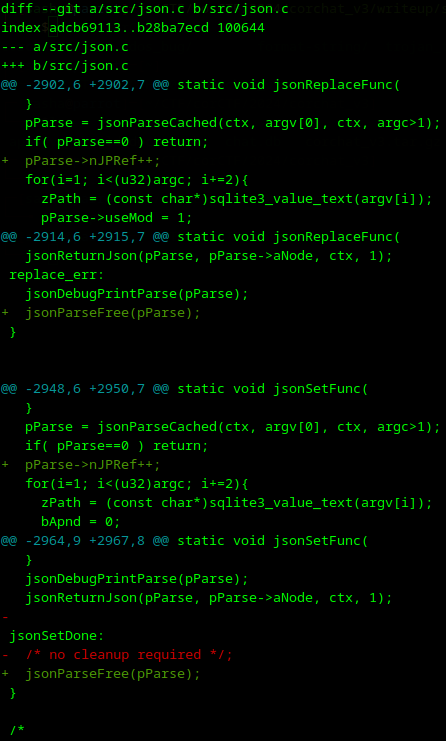 diff --git a/src/json.c b/src/json.c
index adcb69113..b28ba7ecd 100644
--- a/src/json.c
+++ b/src/json.c
@@ -2902,6 +2902,7 @@ static void jsonReplaceFunc(
   }
   pParse = jsonParseCached(ctx, argv[0], ctx, argc>1);
   if( pParse==0 ) return;
+  pParse->nJPRef++;
   for(i=1; i<(u32)argc; i+=2){
     zPath = (const char*)sqlite3_value_text(argv[i]);
     pParse->useMod = 1;
@@ -2914,6 +2915,7 @@ static void jsonReplaceFunc(
   jsonReturnJson(pParse, pParse->aNode, ctx, 1);
 replace_err:
   jsonDebugPrintParse(pParse);
+  jsonParseFree(pParse);
 }
@@ -2948,6 +2950,7 @@ static void jsonSetFunc(
   }
   pParse = jsonParseCached(ctx, argv[0], ctx, argc>1);
   if( pParse==0 ) return;
+  pParse->nJPRef++;
   for(i=1; i<(u32)argc; i+=2){
     zPath = (const char*)sqlite3_value_text(argv[i]);
     bApnd = 0;
@@ -2964,9 +2967,8 @@ static void jsonSetFunc(
   }
   jsonDebugPrintParse(pParse);
   jsonReturnJson(pParse, pParse->aNode, ctx, 1);
-
 jsonSetDone:
-  /* no cleanup required */;
+  jsonParseFree(pParse);
 }
 /*